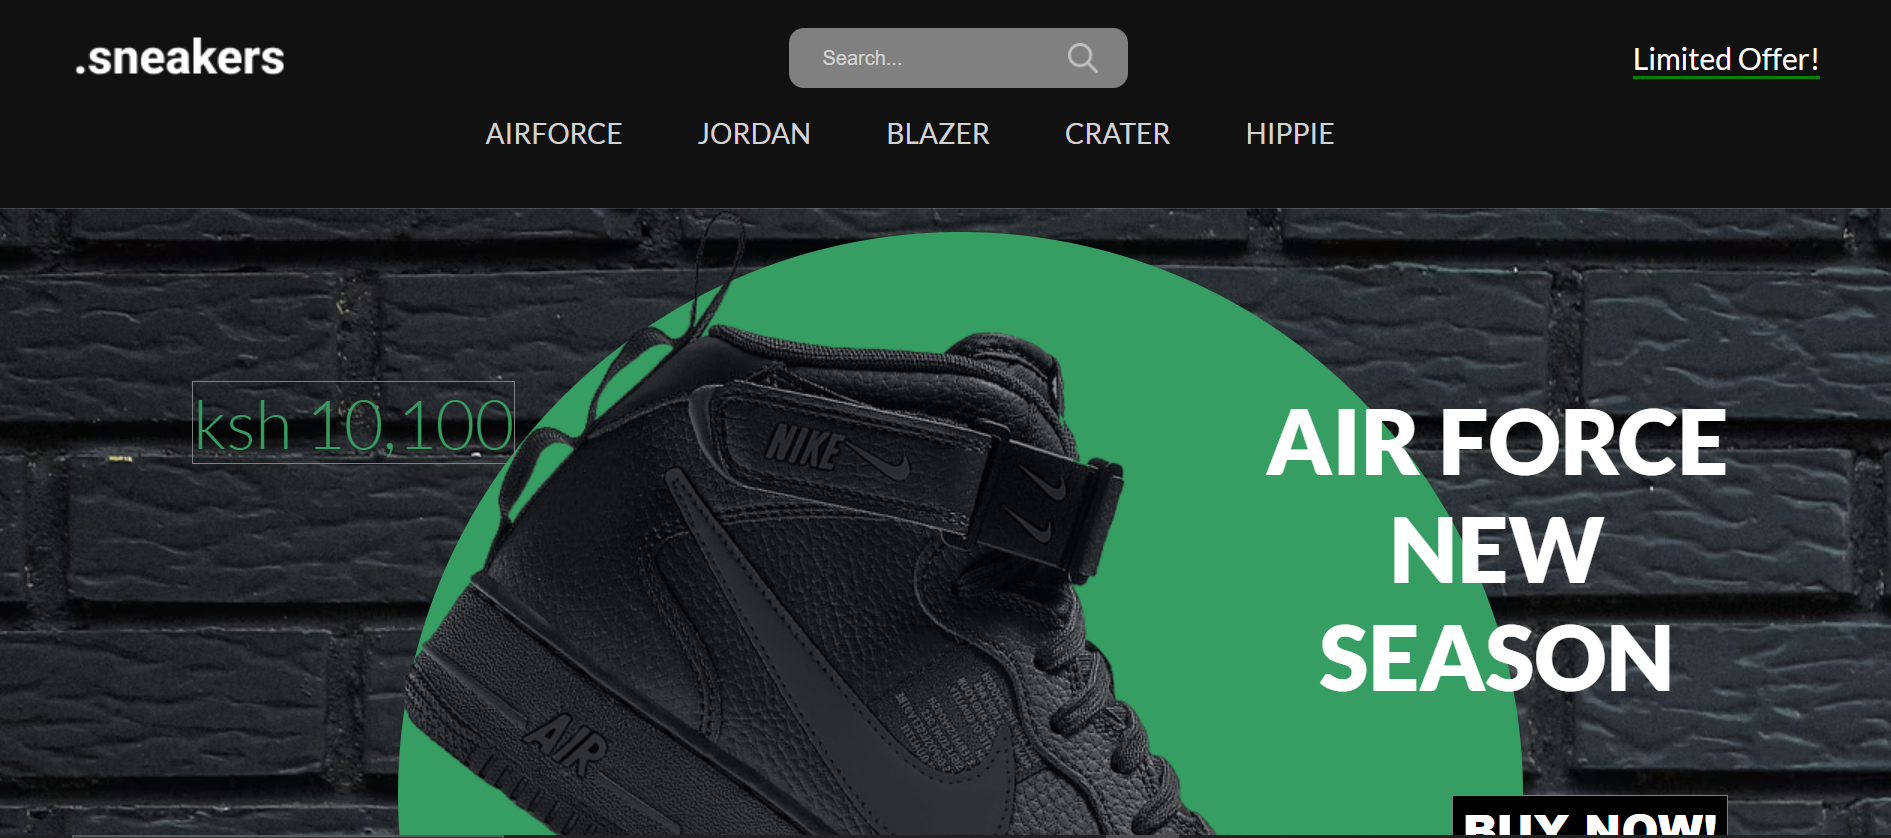 .sneakers
Search...
Limited Offer!
AIRFORCE JORDAN BLAZER CRATER HIPPIE
ksh 10,100
NIKE
AIR FORCE
NEW
SEASON
AIR
BUY NOW!